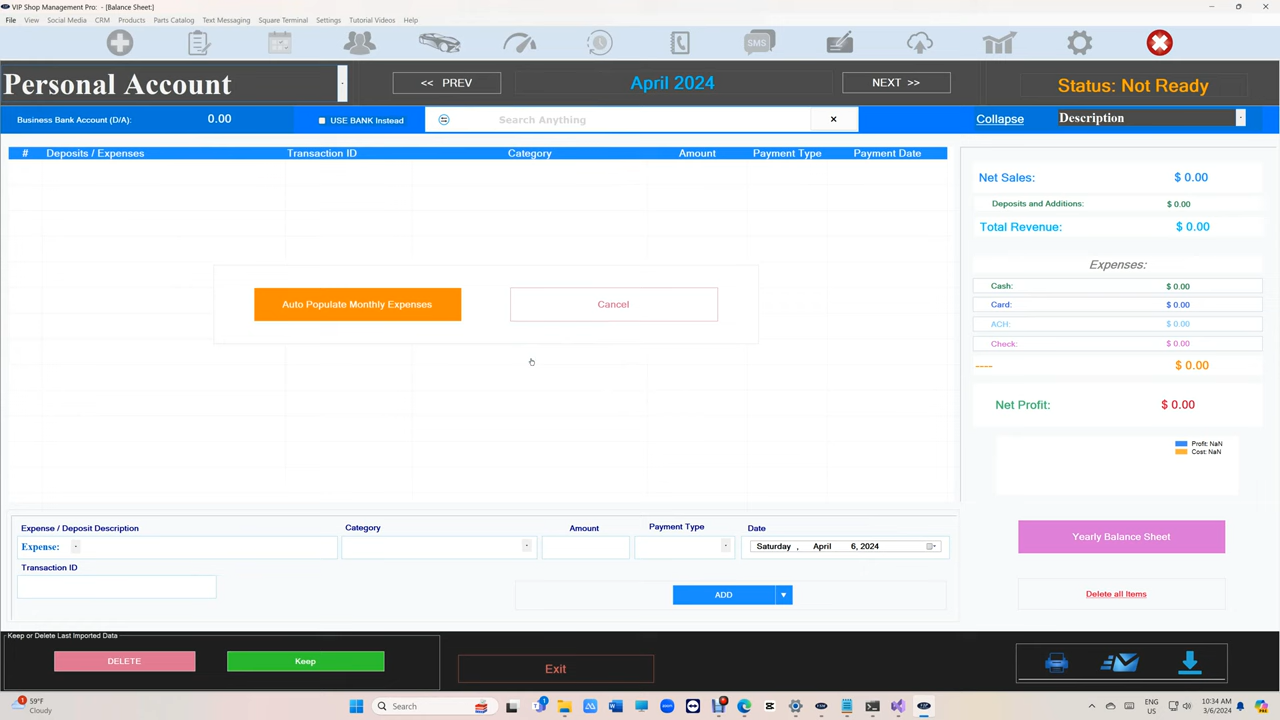 VIP Shop Management Pro: - [Balance Sheet:]
File View Social Media CRM Products Parts Catalog Text Messaging Square Terminal Settings Tutorial Videos Help
SMS
Personal Account << PREV April 2024 NEXT >> Status: Not Ready
Business Bank Account (D/A): 0.00 USE BANK Instead Search Anything Collapse Description
# Deposits / Expenses Transaction ID Category Amount Payment Type Payment Date
Net Sales: $ 0.00
Deposits and Additions: $ 0.00
Total Revenue: $ 0.00
Expenses:
Cash: $ 0.00
Auto Populate Monthly Expenses Cancel
Card: $ 0.00
ACH: $ 0.00
Check: $ 0.00
---- $ 0.00
Net Profit: $ 0.00
Profit: NaN
Cost: NaN
Expense / Deposit Description Category Amount Payment Type Date
Expense: Saturday , April 6, 2024
Yearly Balance Sheet
Transaction ID
ADD
Delete all Items
Keep or Delete Last Imported Data
DELETE Keep Exit
59°F
Cloudy
Search
ENG
US
10:34 AM
3/6/2024